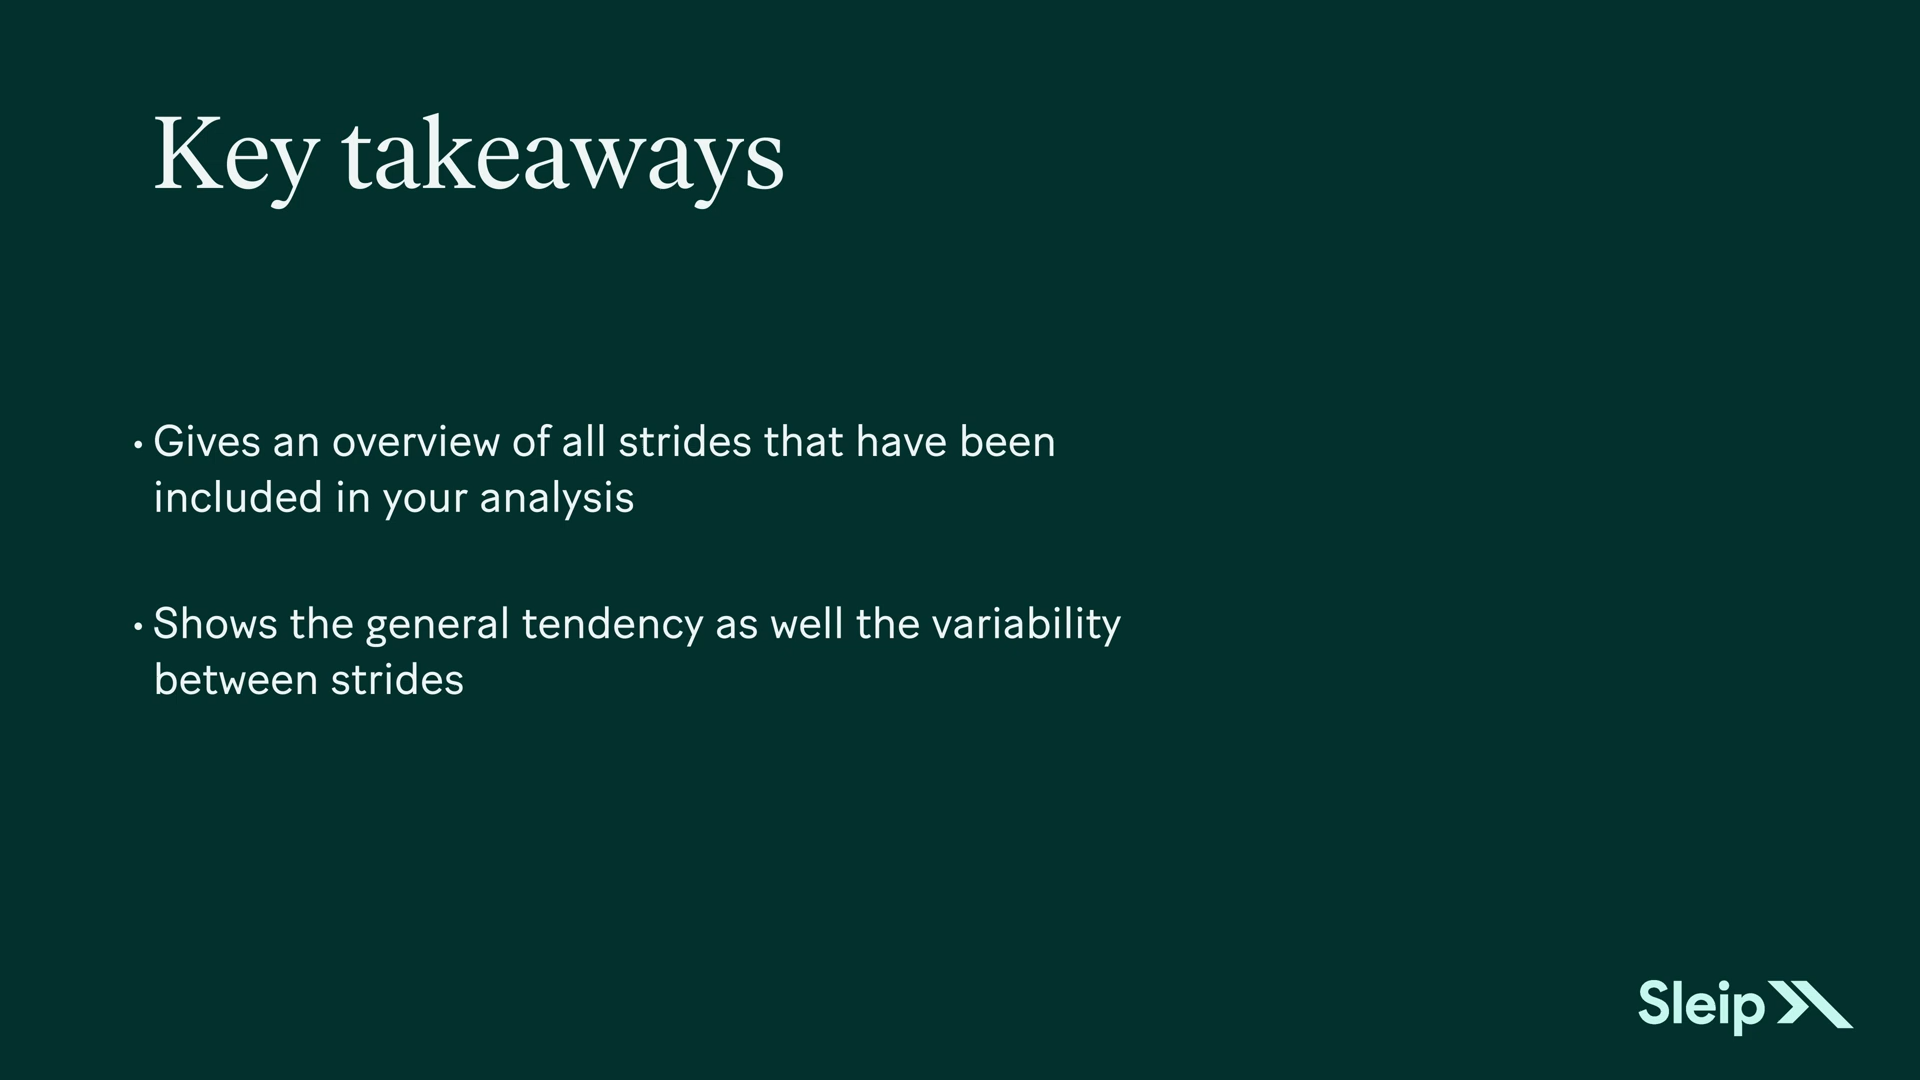 Key takeaways
• Gives an overview of all strides that have been
included in your analysis
• Shows the general tendency as well the variability
between strides
Sleip